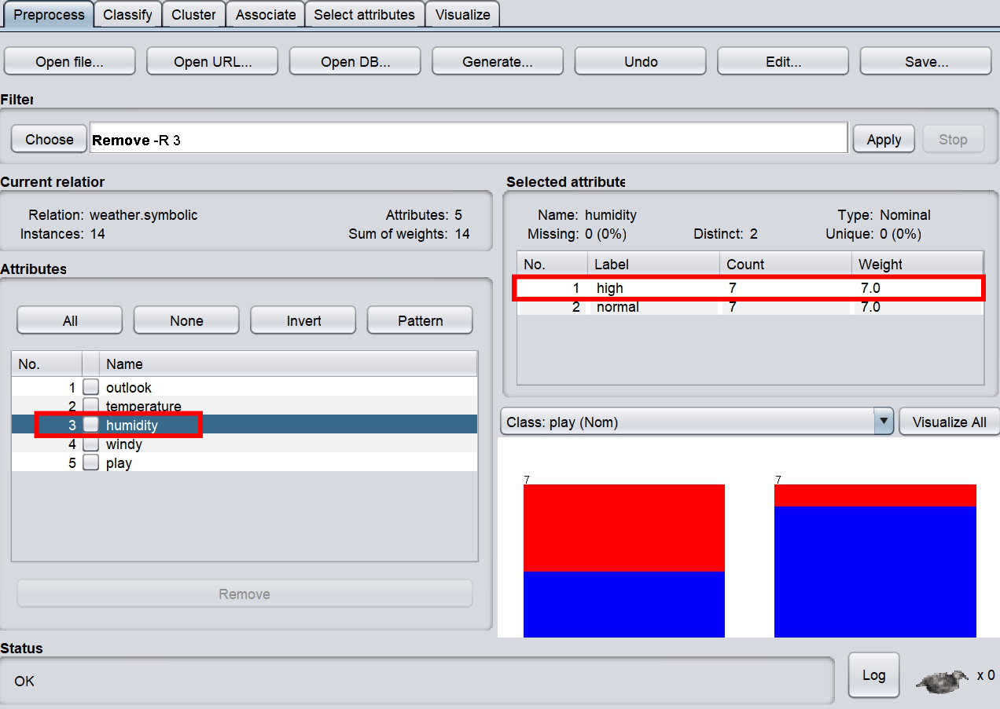 Preprocess Classify Cluster Associate Select attributes Visualize
Open file... Open URL... Open DB... Generate... Undo Edit... Save...
Filter
Choose Remove -R 3 Apply Stop
Current relation
Relation: weather.symbolic Attributes: 5
Instances: 14 Sum of weights: 14
Attributes
All None Invert Pattern
No. Name
1 outlook
2 temperature
3 humidity
4 windy
5 play
Remove
Selected attribute
Name: humidity Type: Nominal
Missing: 0 (0%) Distinct: 2 Unique: 0 (0%)
No. Label Count Weight
1 high 7 7.0
2 normal 7 7.0
Class: play (Nom) Visualize All
7 7
Status
OK Log x 0